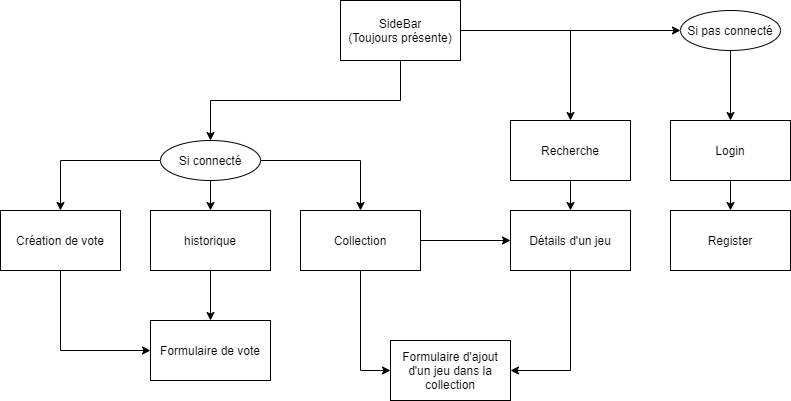 SideBar
(Toujours présente)
Si pas connecté
Recherche
Login
Si connecté
Création de vote
historique
Collection
Détails d'un jeu
Register
Formulaire de vote
Formulaire d'ajout
d'un jeu dans la
collection